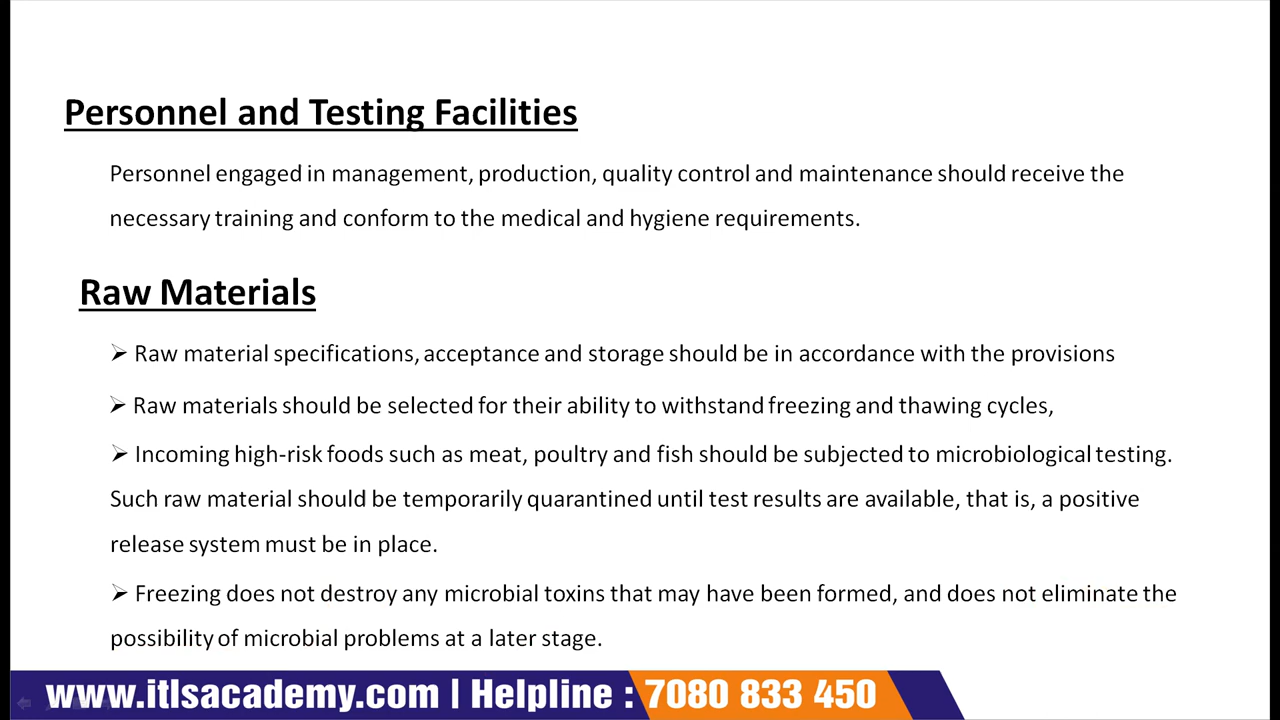 Personnel and Testing Facilities
Personnel engaged in management, production, quality control and maintenance should receive the
necessary training and conform to the medical and hygiene requirements.
Raw Materials
➢ Raw material specifications, acceptance and storage should be in accordance with the provisions
➢ Raw materials should be selected for their ability to withstand freezing and thawing cycles,
➢ Incoming high-risk foods such as meat, poultry and fish should be subjected to microbiological testing.
Such raw material should be temporarily quarantined until test results are available, that is, a positive
release system must be in place.
➢ Freezing does not destroy any microbial toxins that may have been formed, and does not eliminate the
possibility of microbial problems at a later stage.
www.itlsacademy.com | Helpline : 7080 833 450